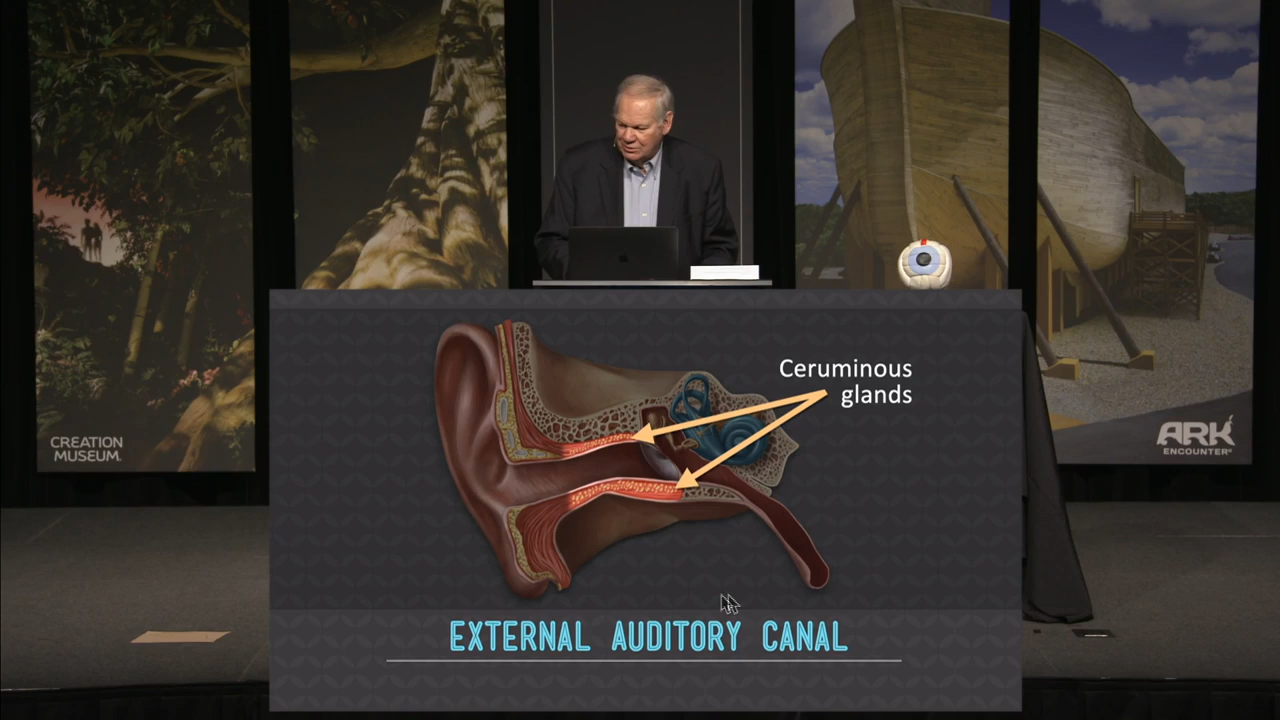 CREATION
MUSEUM
ARK
ENCOUNTER
Ceruminous
glands
EXTERNAL AUDITORY CANAL